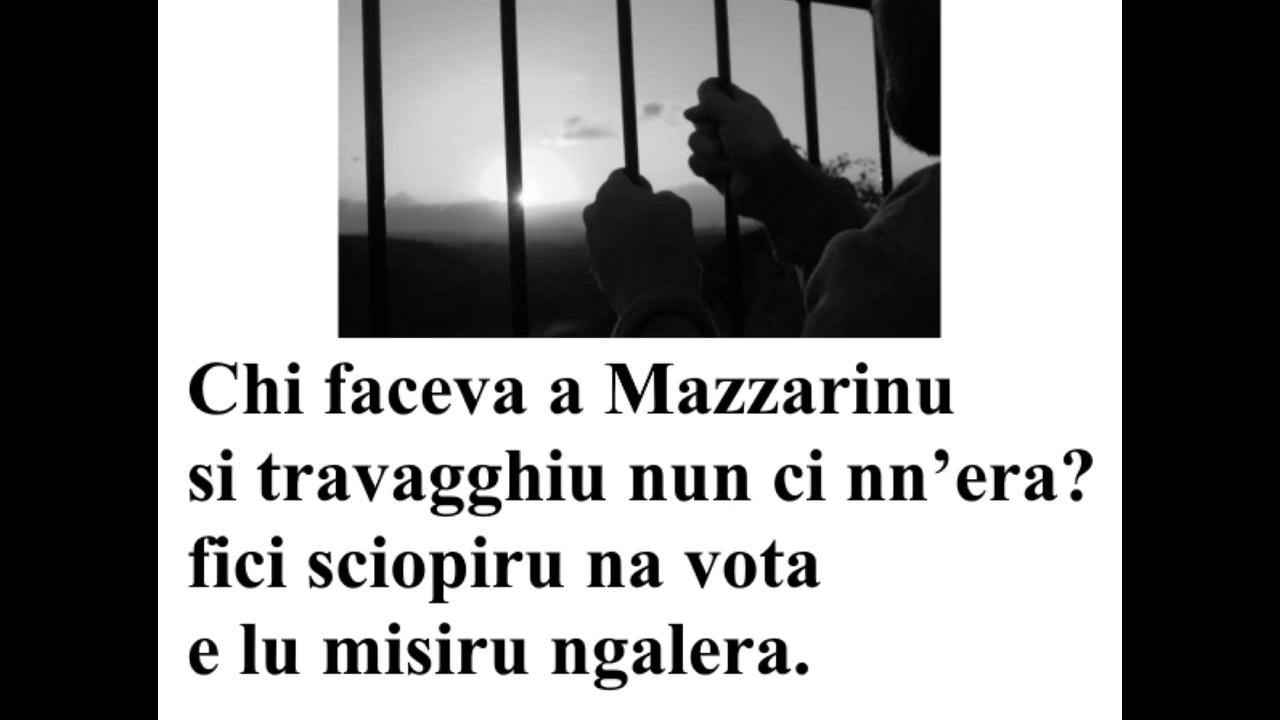 Chi faceva a Mazzarinu
si travagghiu nun ci nn’era?
fici sciopiru na vota
e lu misiru ngalera.